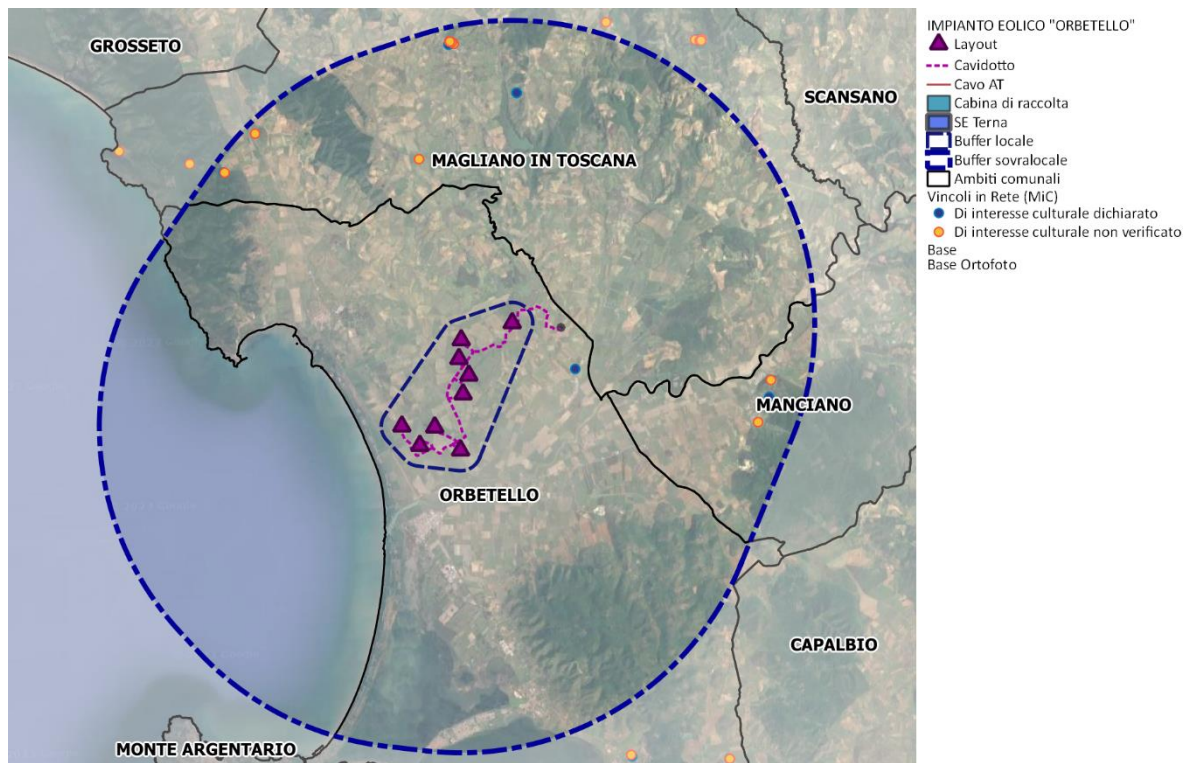 GROSSETO
SCANSANO
MAGLIANO IN TOSCANA
MANCIANO
ORBETELLO
CAPALBIO
MONTE ARGENTARIO
IMPIANTO EOLICO "ORBETELLO"
Layout
Cavidotto
Cavo AT
Cabina di raccolta
SE Terna
Buffer locale
Buffer sovralocale
Ambiti comunali
Vincoli in Rete (MiC)
Di interesse culturale dichiarato
Di interesse culturale non verificato
Base
Base Ortofoto